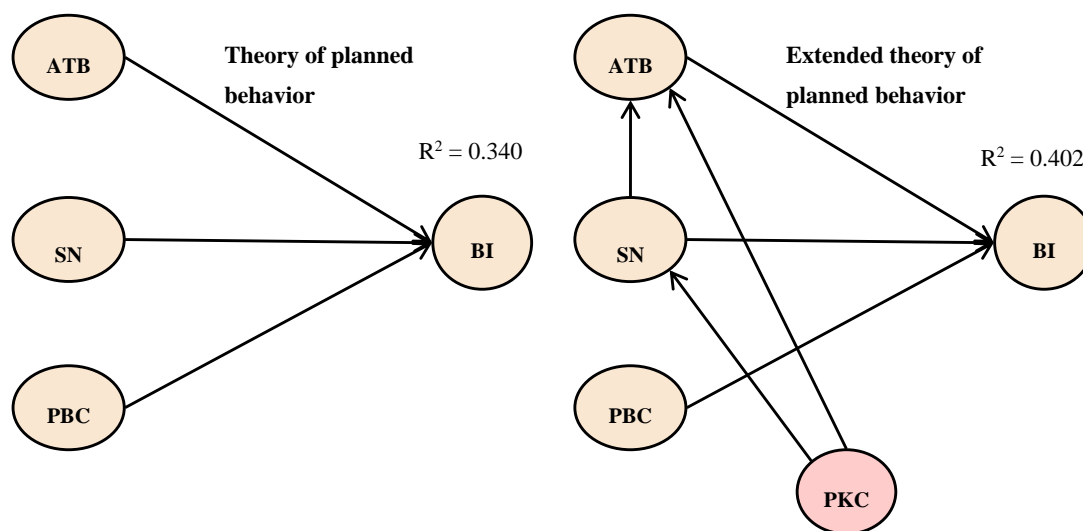 ATB
Theory of planned
behavior
R² = 0.340
SN
BI
PBC
ATB
Extended theory of
planned behavior
R² = 0.402
SN
BI
PBC
PKC